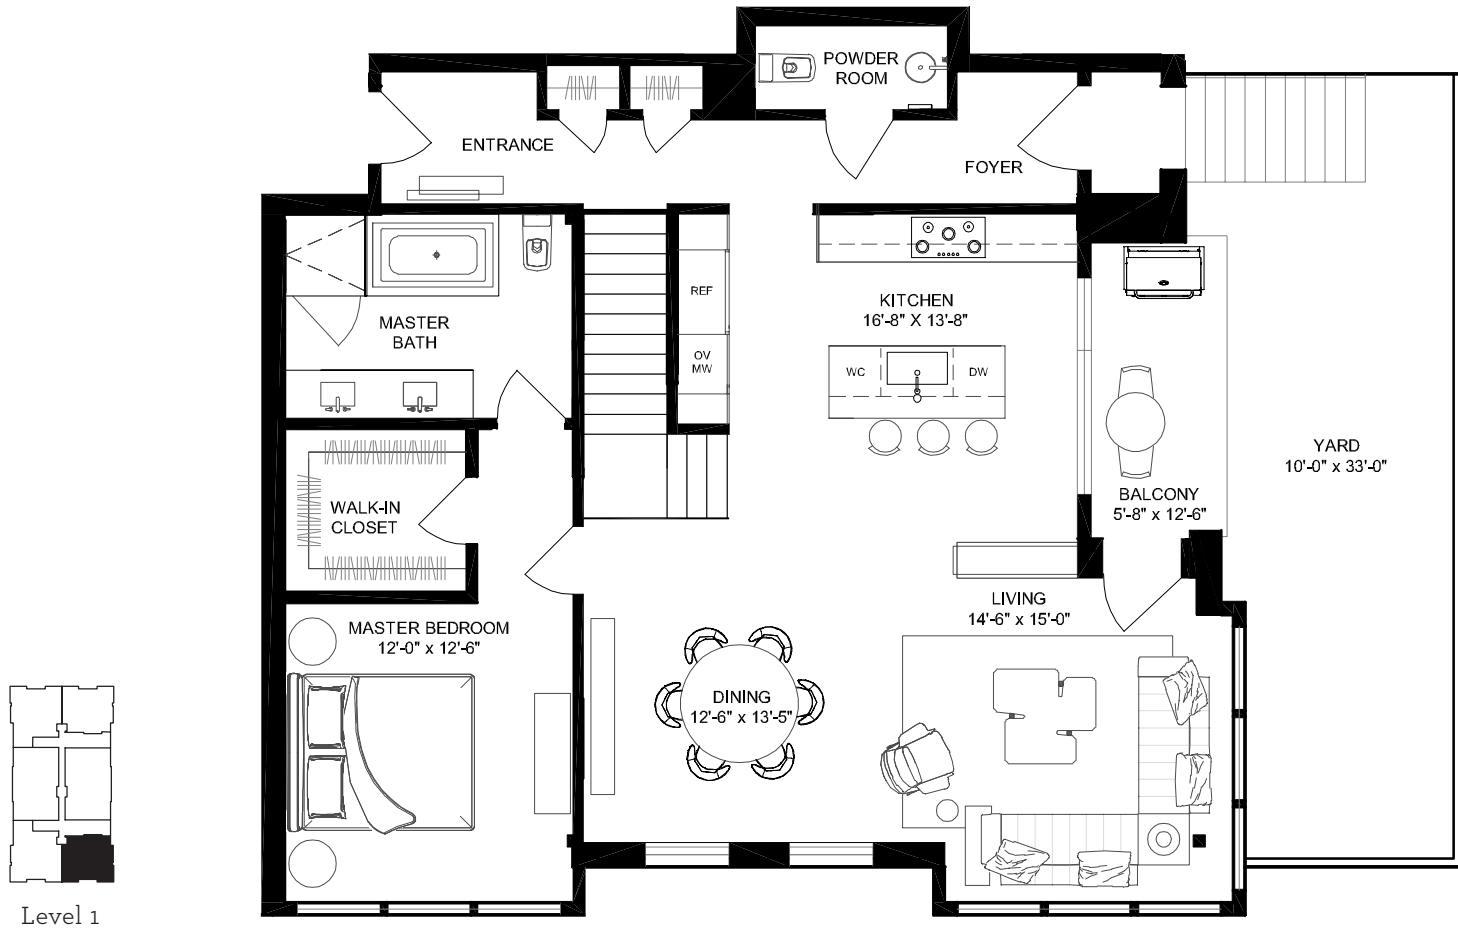 POWDER
ROOM
ENTRANCE
FOYER
REF
OV
MW
KITCHEN
16'-8" X 13'-8"
MASTER
BATH
WC
DW
YARD
10'-0" x 33'-0"
BALCONY
5'-8" x 12'-6"
WALK-IN
CLOSET
LIVING
14'-6" x 15'-0"
MASTER BEDROOM
12'-0" x 12'-6"
DINING
12'-6" x 13'-5"
Level 1